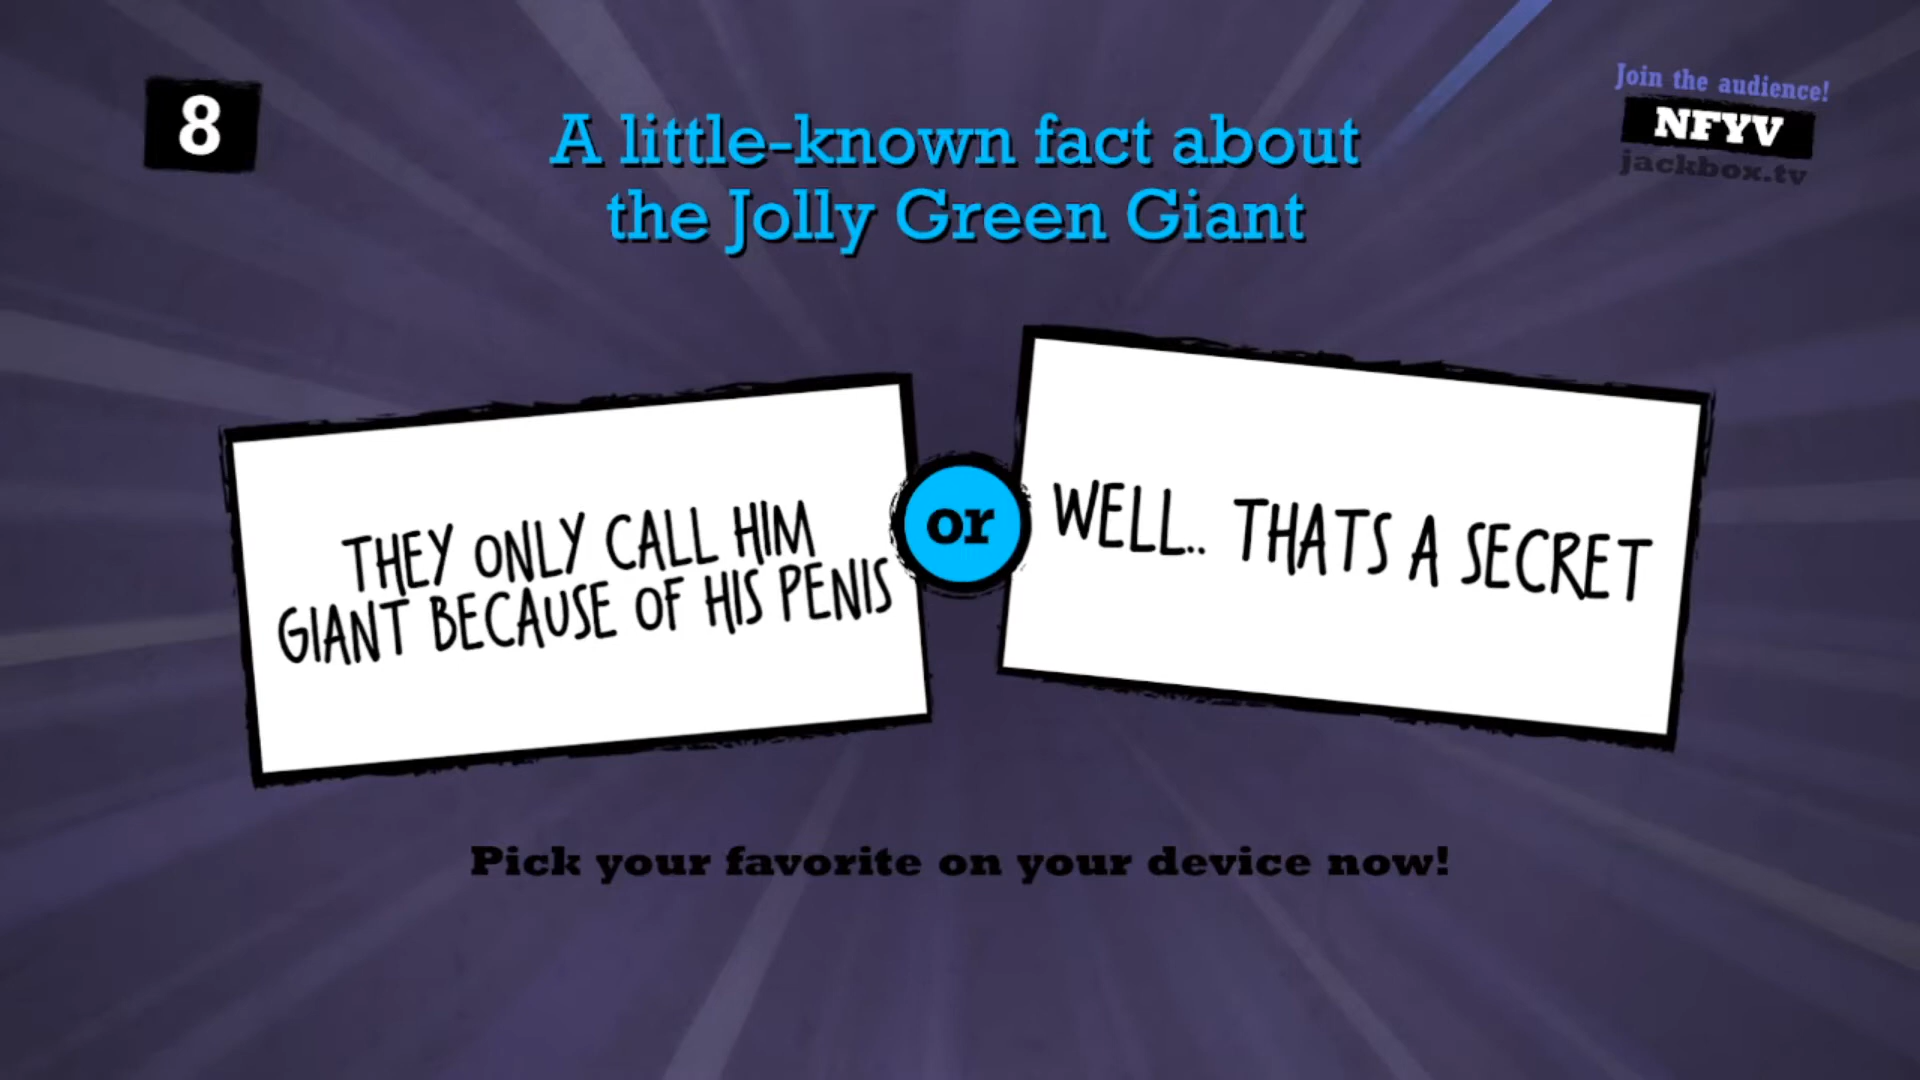 8
A little-known fact about
the Jolly Green Giant
Join the audience!
NFYV
jackbox.tv
THEY ONLY CALL HIM
GIANT BECAUSE OF HIS PENIS
or
WELL.. THATS A SECRET
Pick your favorite on your device now!